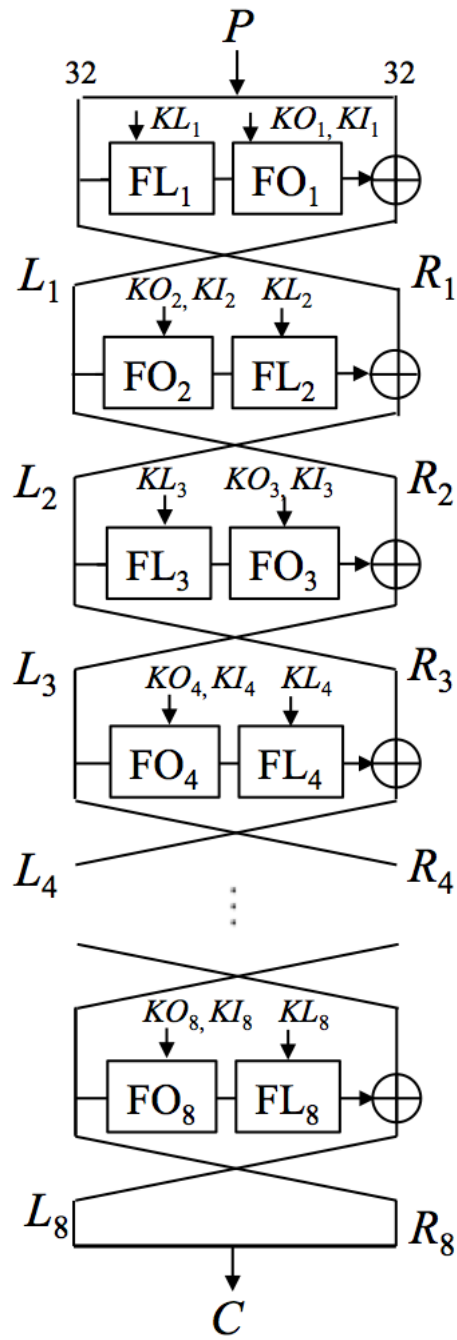 P
32 32
KL₁ KO₁, KI₁
FL₁ FO₁
L₁ R₁
KO₂, KI₂ KL₂
FO₂ FL₂
L₂ R₂
KL₃ KO₃, KI₃
FL₃ FO₃
L₃ R₃
KO₄, KI₄ KL₄
FO₄ FL₄
L₄ R₄
⋮
KO₈, KI₈ KL₈
FO₈ FL₈
L₈ R₈
C